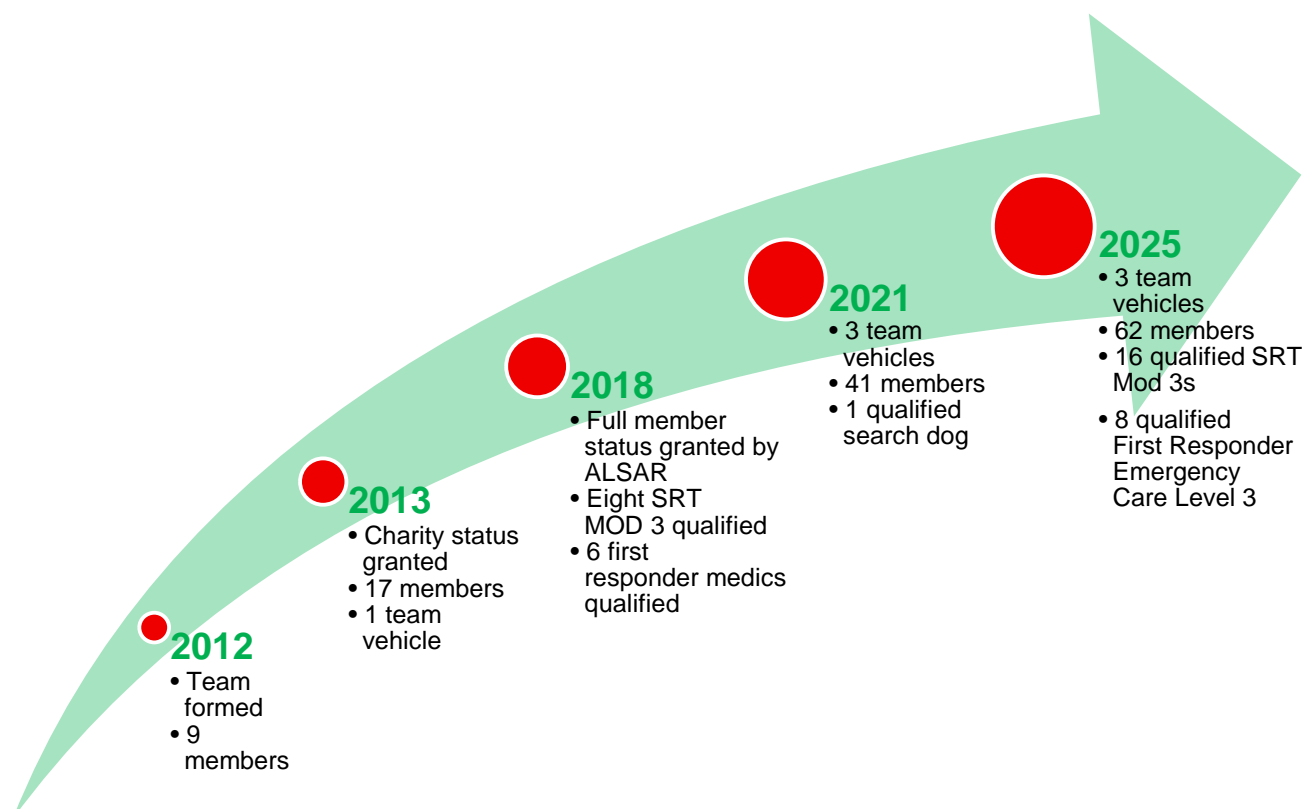 2012
• Team
formed
• 9
members
2013
• Charity status
granted
• 17 members
• 1 team
vehicle
2018
• Full member
status granted by
ALSAR
• Eight SRT
MOD 3 qualified
• 6 first
responder medics
qualified
2021
• 3 team
vehicles
• 41 members
• 1 qualified
search dog
2025
• 3 team
vehicles
• 62 members
• 16 qualified SRT
Mod 3s
• 8 qualified
First Responder
Emergency
Care Level 3